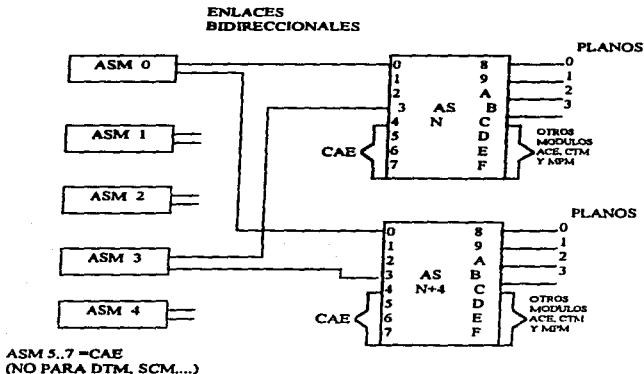 ENLACES
BIDIRECCIONALES
PLANOS
ASM 0
ASM 1
ASM 2
ASM 3
ASM 4
0 8
1 9
2 A
3 AS B
4 N C
5 D
6 E
7 F
CAE
0
1
2
3
OTROS
MODULOS
ACE, CTM
Y MPM
PLANOS
0 8
1 9
2 A
3 AS B
4 N+4 C
5 D
6 E
7 F
CAE
0
1
2
3
OTROS
MODULOS
ACE, CTM
Y MPM
ASM 5..7 =CAE
(NO PARA DTM, SCM,...)